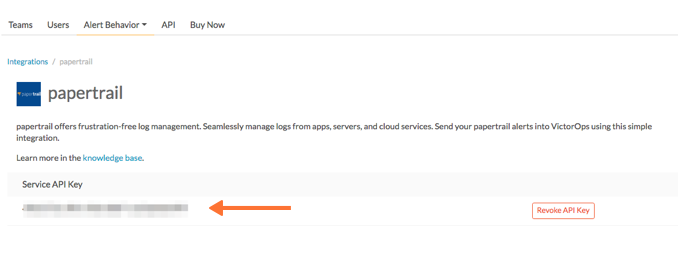 Teams Users Alert Behavior API Buy Now
Integrations / papertrail
papertrail papertrail
papertrail offers frustration-free log management. Seamlessly manage logs from apps, servers, and cloud services. Send your papertrail alerts into VictorOps using this simple
integration.
Learn more in the knowledge base.
Service API Key
Revoke API Key